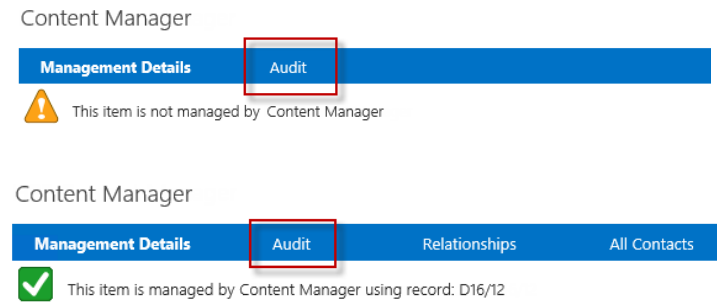 Content Manager
Management Details Audit
This item is not managed by Content Manager
Content Manager
Management Details Audit Relationships All Contacts
This item is managed by Content Manager using record: D16/12